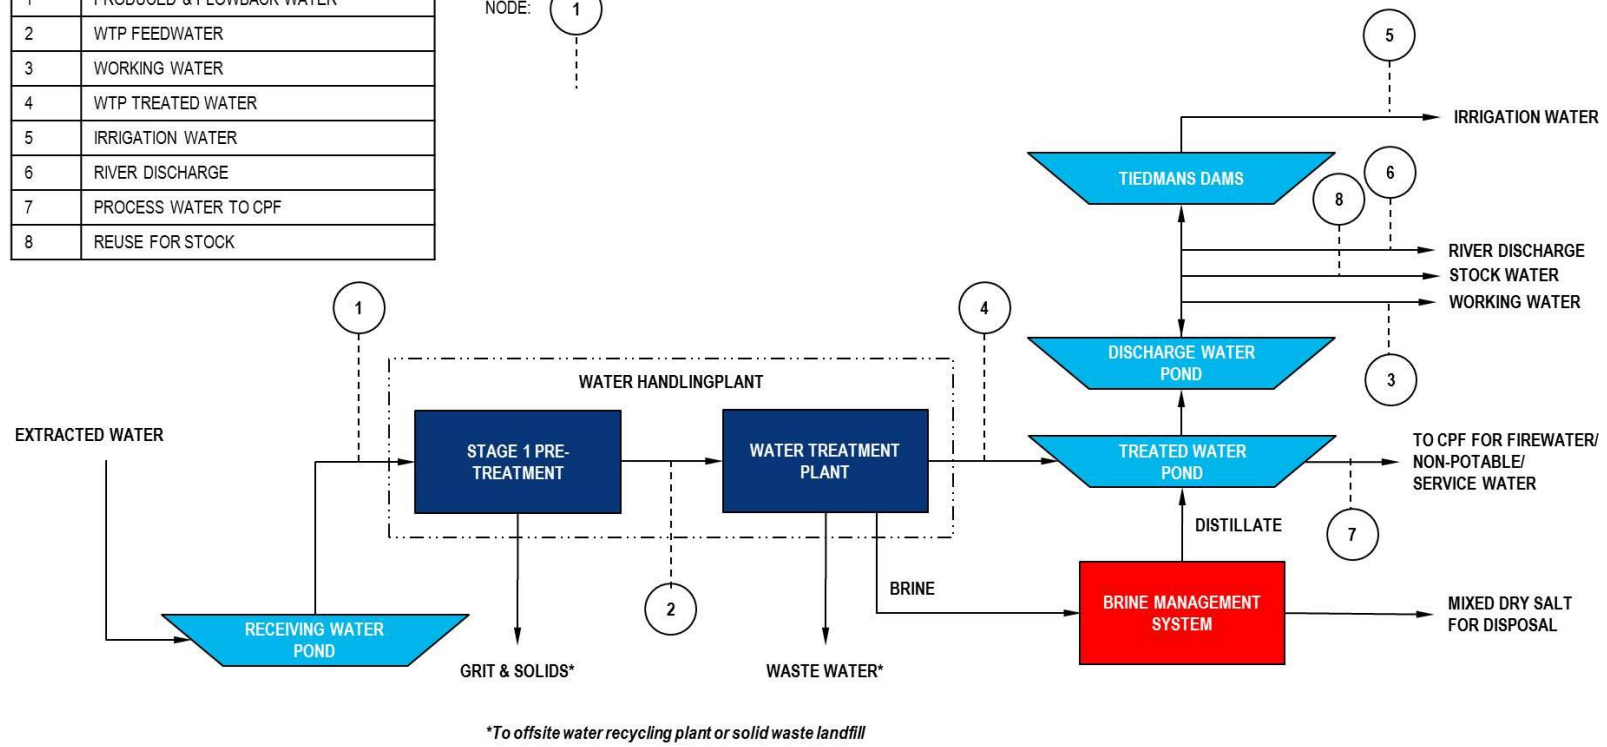 1 PRODUCED & FLOWBACK WATER
2 WTP FEEDWATER
3 WORKING WATER
4 WTP TREATED WATER
5 IRRIGATION WATER
6 RIVER DISCHARGE
7 PROCESS WATER TO CPF
8 REUSE FOR STOCK
NODE:
1
5
IRRIGATION WATER
TIEDMANS DAMS
6
8
RIVER DISCHARGE
STOCK WATER
WORKING WATER
1
4
DISCHARGE WATER
POND
3
WATER HANDLINGPLANT
EXTRACTED WATER
STAGE 1 PRE-
TREATMENT
WATER TREATMENT
PLANT
TREATED WATER
POND
TO CPF FOR FIREWATER/
NON-POTABLE/
SERVICE WATER
DISTILLATE
7
2
BRINE
BRINE MANAGEMENT
SYSTEM
MIXED DRY SALT
FOR DISPOSAL
RECEIVING WATER
POND
GRIT & SOLIDS*
WASTE WATER*
*To offsite water recycling plant or solid waste landfill